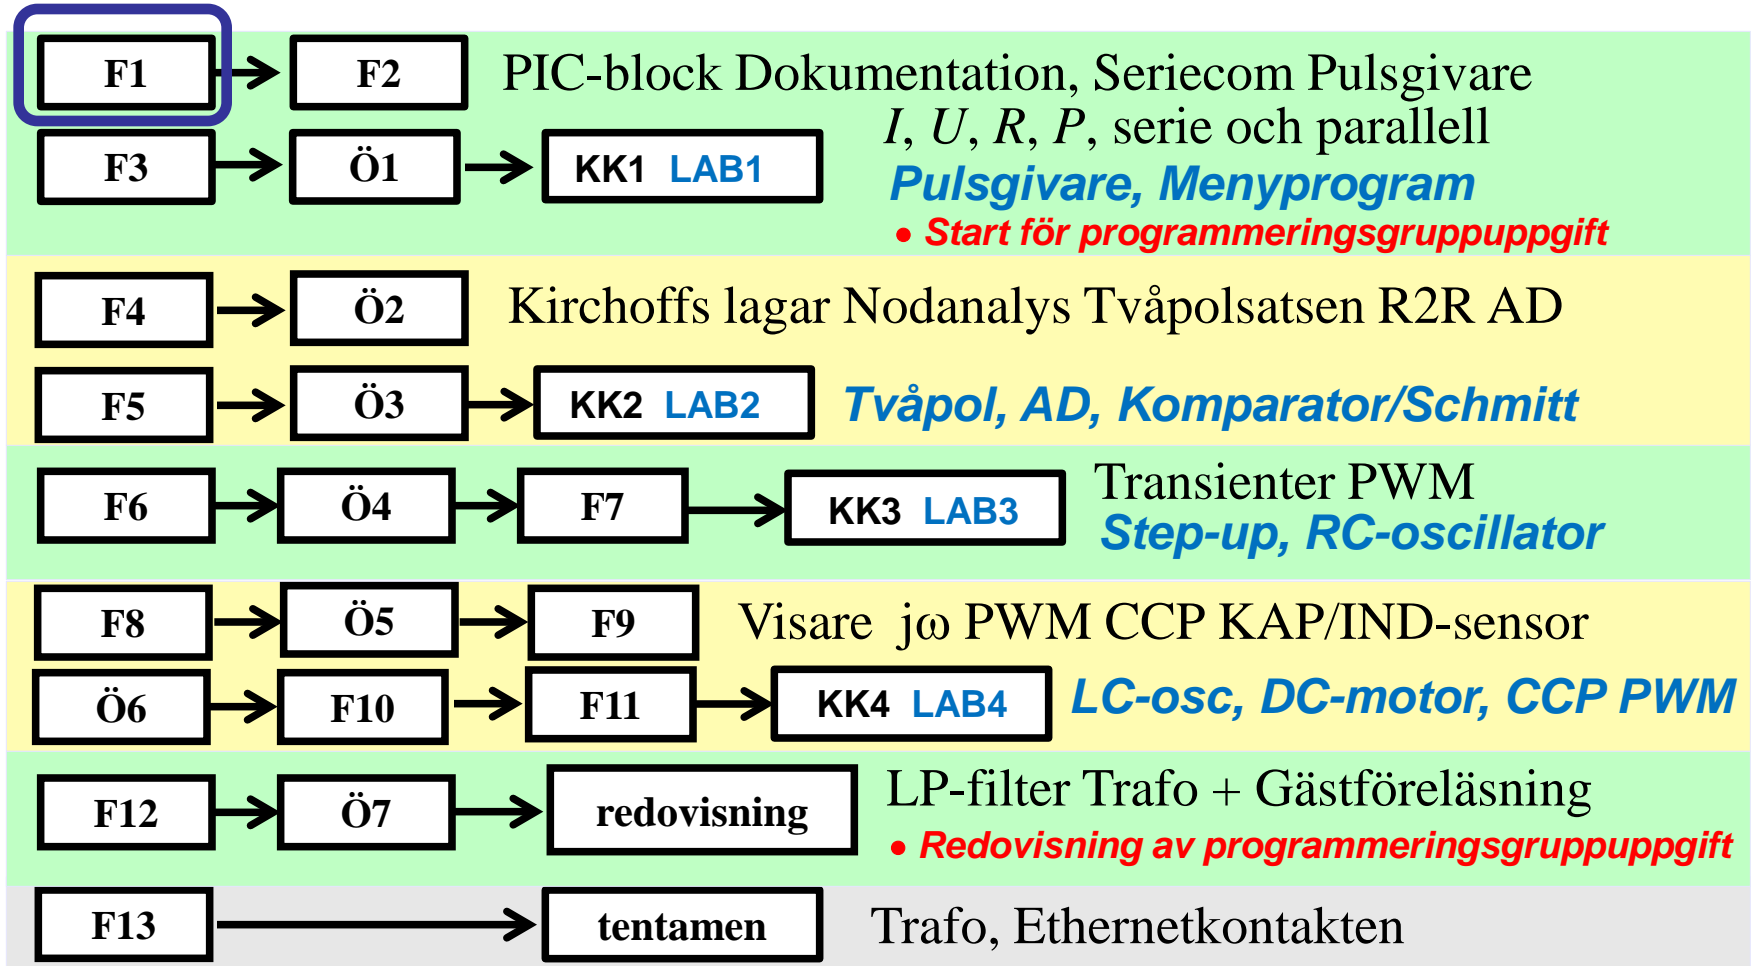 F1 F2 PIC-block Dokumentation, Seriecom Pulsgivare
I, U, R, P, serie och parallell
F3 Ö1 KK1 LAB1 Pulsgivare, Menyprogram
• Start för programmeringsgruppuppgift
F4 Ö2 Kirchoffs lagar Nodanalys Tvåpolsatsen R2R AD
F5 Ö3 KK2 LAB2 Tvåpol, AD, Komparator/Schmitt
F6 Ö4 F7 KK3 LAB3 Transienter PWM
Step-up, RC-oscillator
F8 Ö5 F9 Visare jω PWM CCP KAP/IND-sensor
Ö6 F10 F11 KK4 LAB4 LC-osc, DC-motor, CCP PWM
F12 Ö7 redovisning LP-filter Trafo + Gästföreläsning
• Redovisning av programmeringsgruppuppgift
F13 tentamen Trafo, Ethernetkontakten